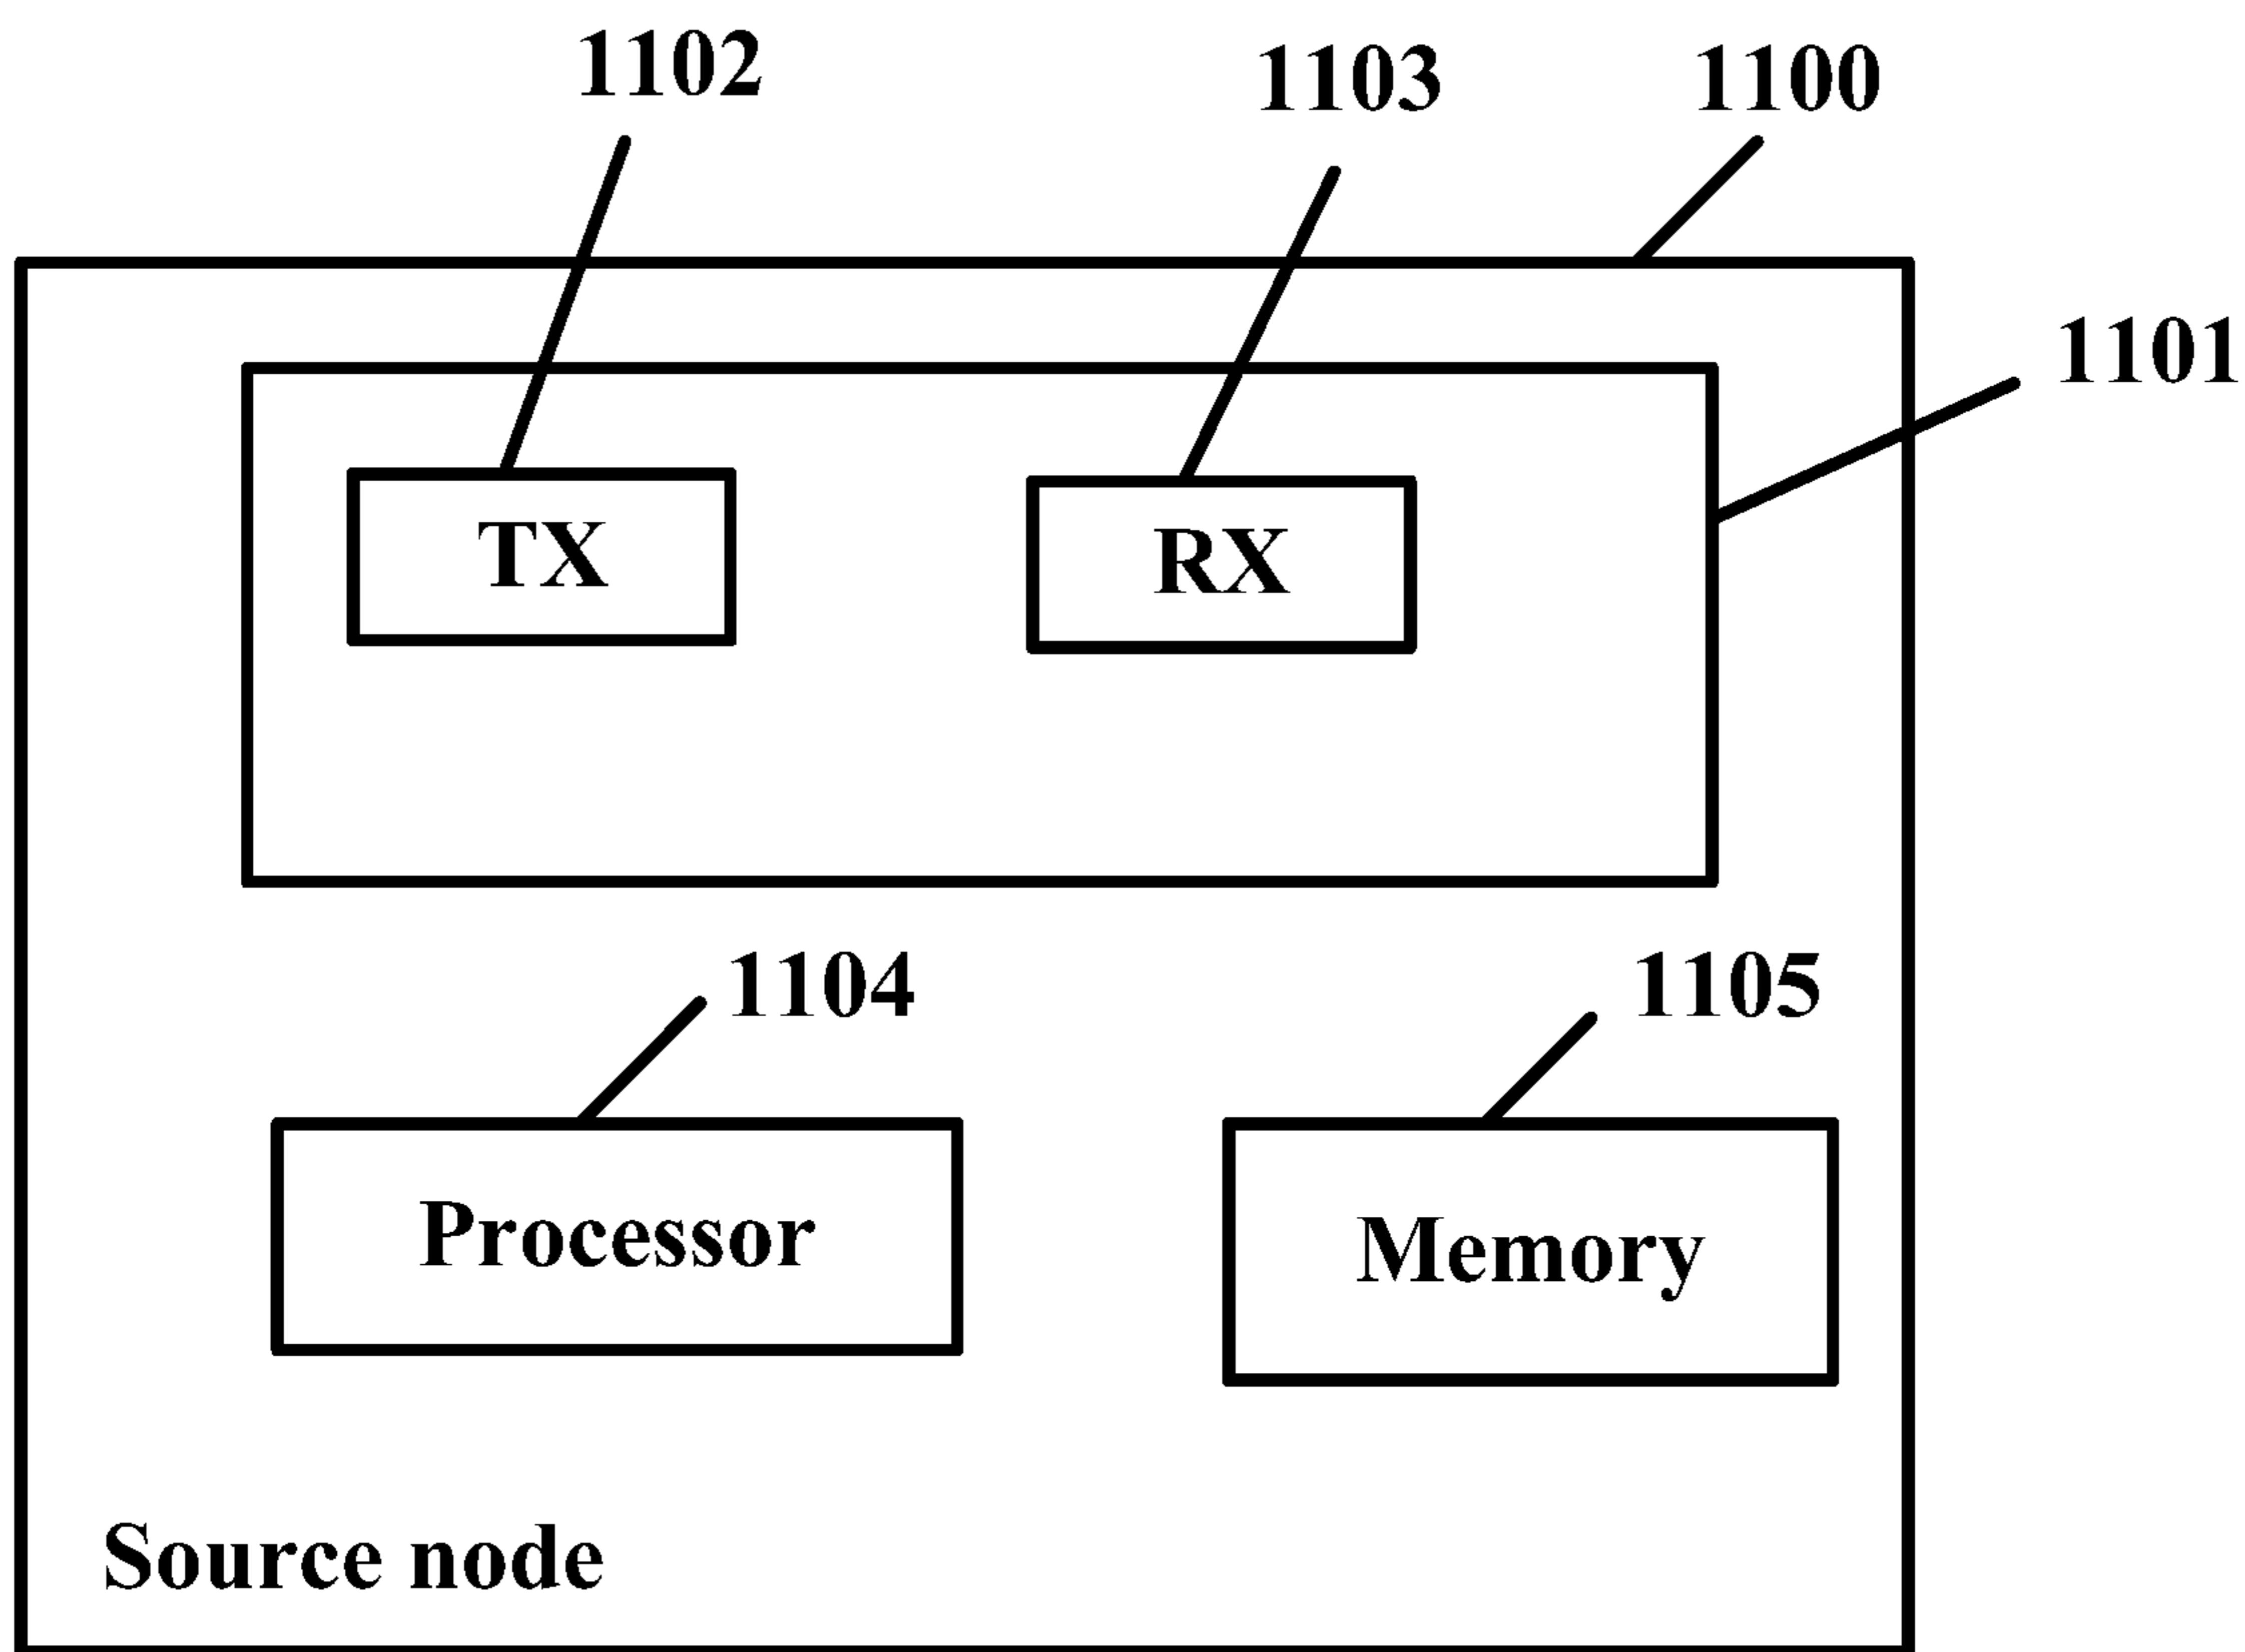 1102
1103
1100
1101
TX
RX
1104
1105
Processor
Memory
Source node